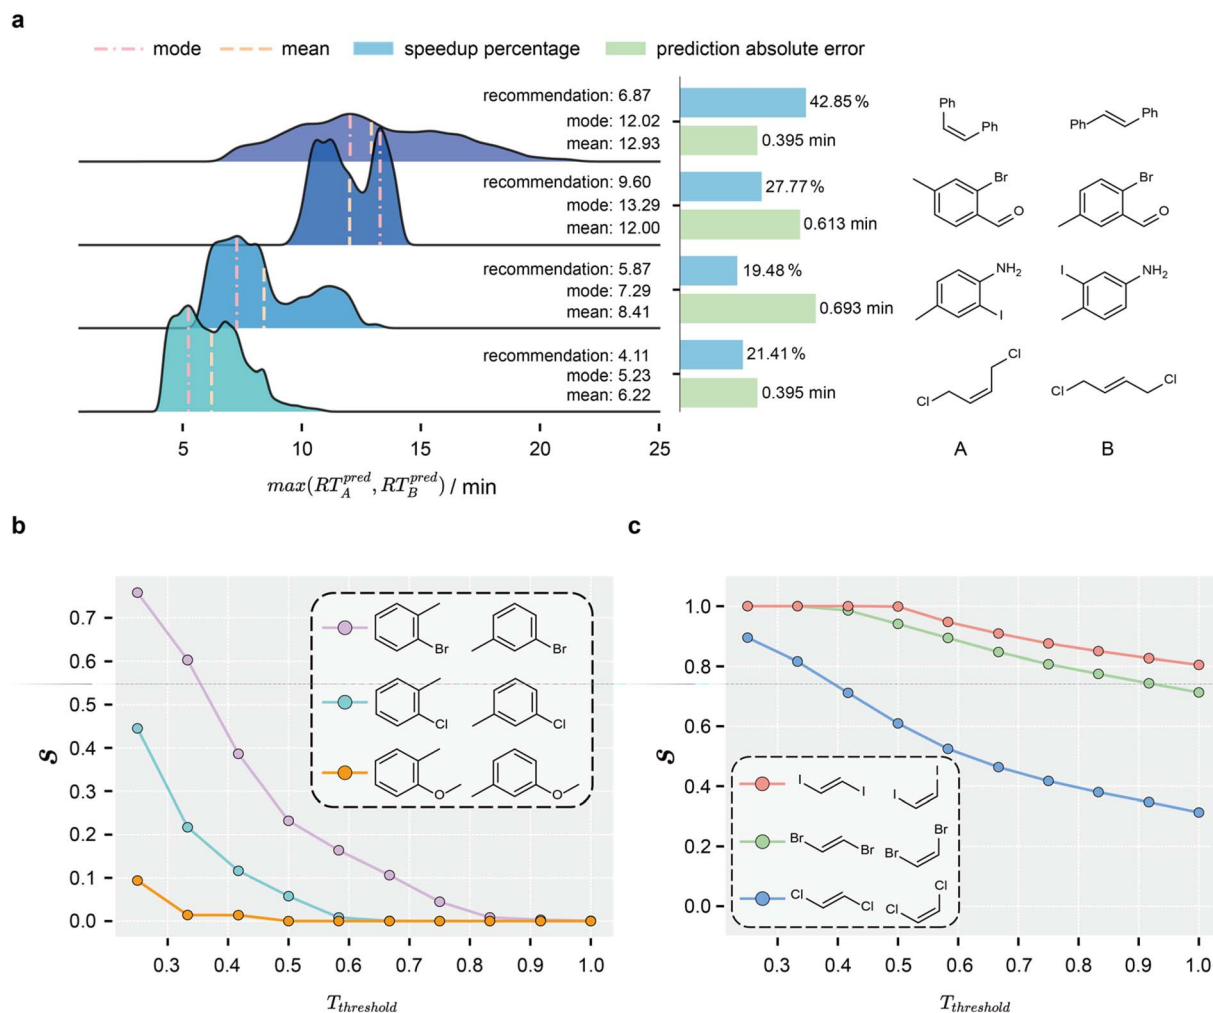 a
mode mean speedup percentage prediction absolute error
recommendation: 6.87
mode: 12.02
mean: 12.93
42.85 %
0.395 min
Ph
Ph
Ph
Ph
recommendation: 9.60
mode: 13.29
mean: 12.00
27.77 %
0.613 min
Br
O
Br
O
recommendation: 5.87
mode: 7.29
mean: 8.41
19.48 %
0.693 min
NH₂
I
I
NH₂
recommendation: 4.11
mode: 5.23
mean: 6.22
21.41 %
0.395 min
Cl
Cl
Cl
Cl
5 10 15 20 25
A B
max(RT_A^pred, RT_B^pred) / min
b
0.7
0.6
0.5
0.4
0.3
0.2
0.1
0.0
S
Br
Br
Cl
Cl
O
O
0.3 0.4 0.5 0.6 0.7 0.8 0.9 1.0
T_threshold
c
1.0
0.8
0.6
0.4
0.2
0.0
S
I
I
I
I
Br
Br
Br
Br
Cl
Cl
Cl
Cl
0.3 0.4 0.5 0.6 0.7 0.8 0.9 1.0
T_threshold